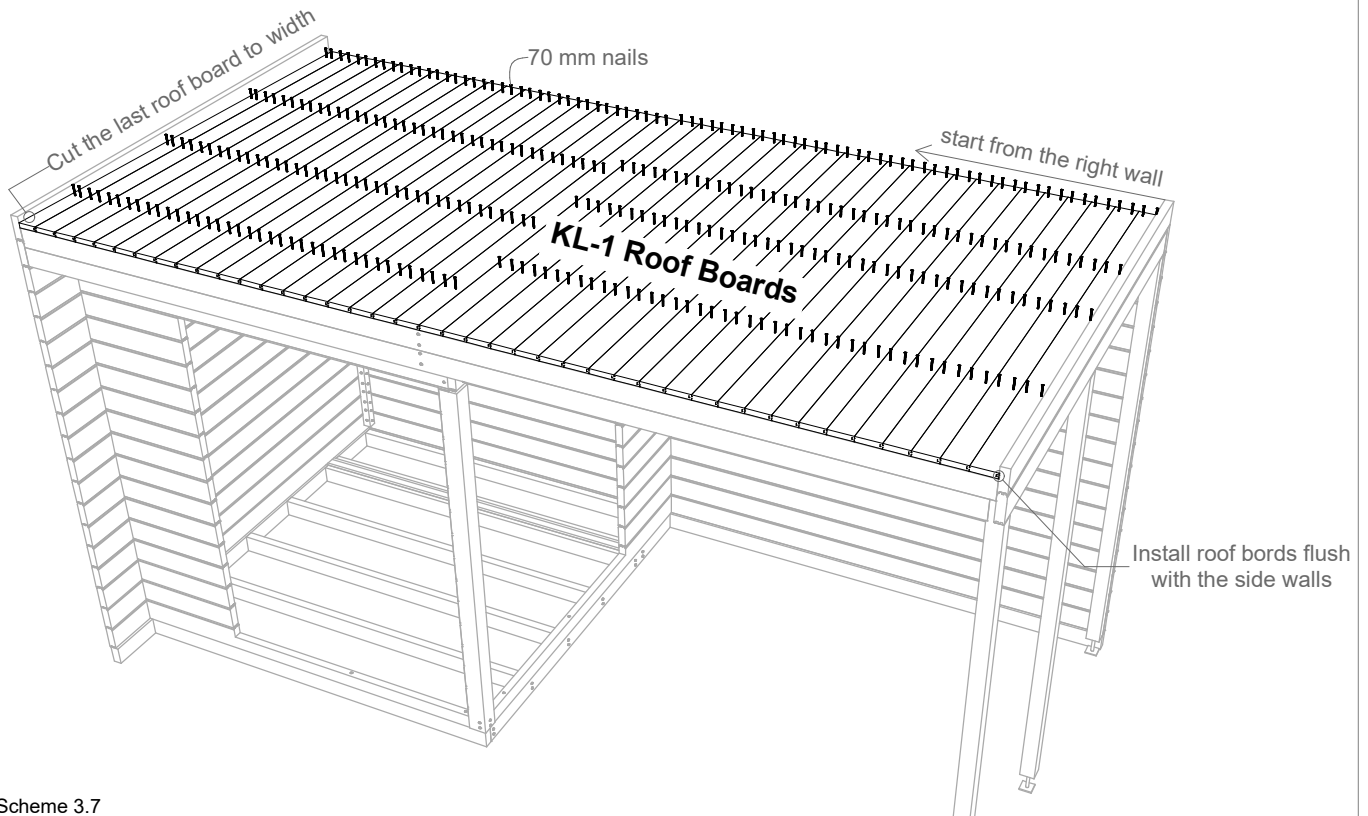 Cut the last roof board to width
70 mm nails
start from the right wall
KL-1 Roof Boards
Install roof bords flush
with the side walls
Scheme 3.7